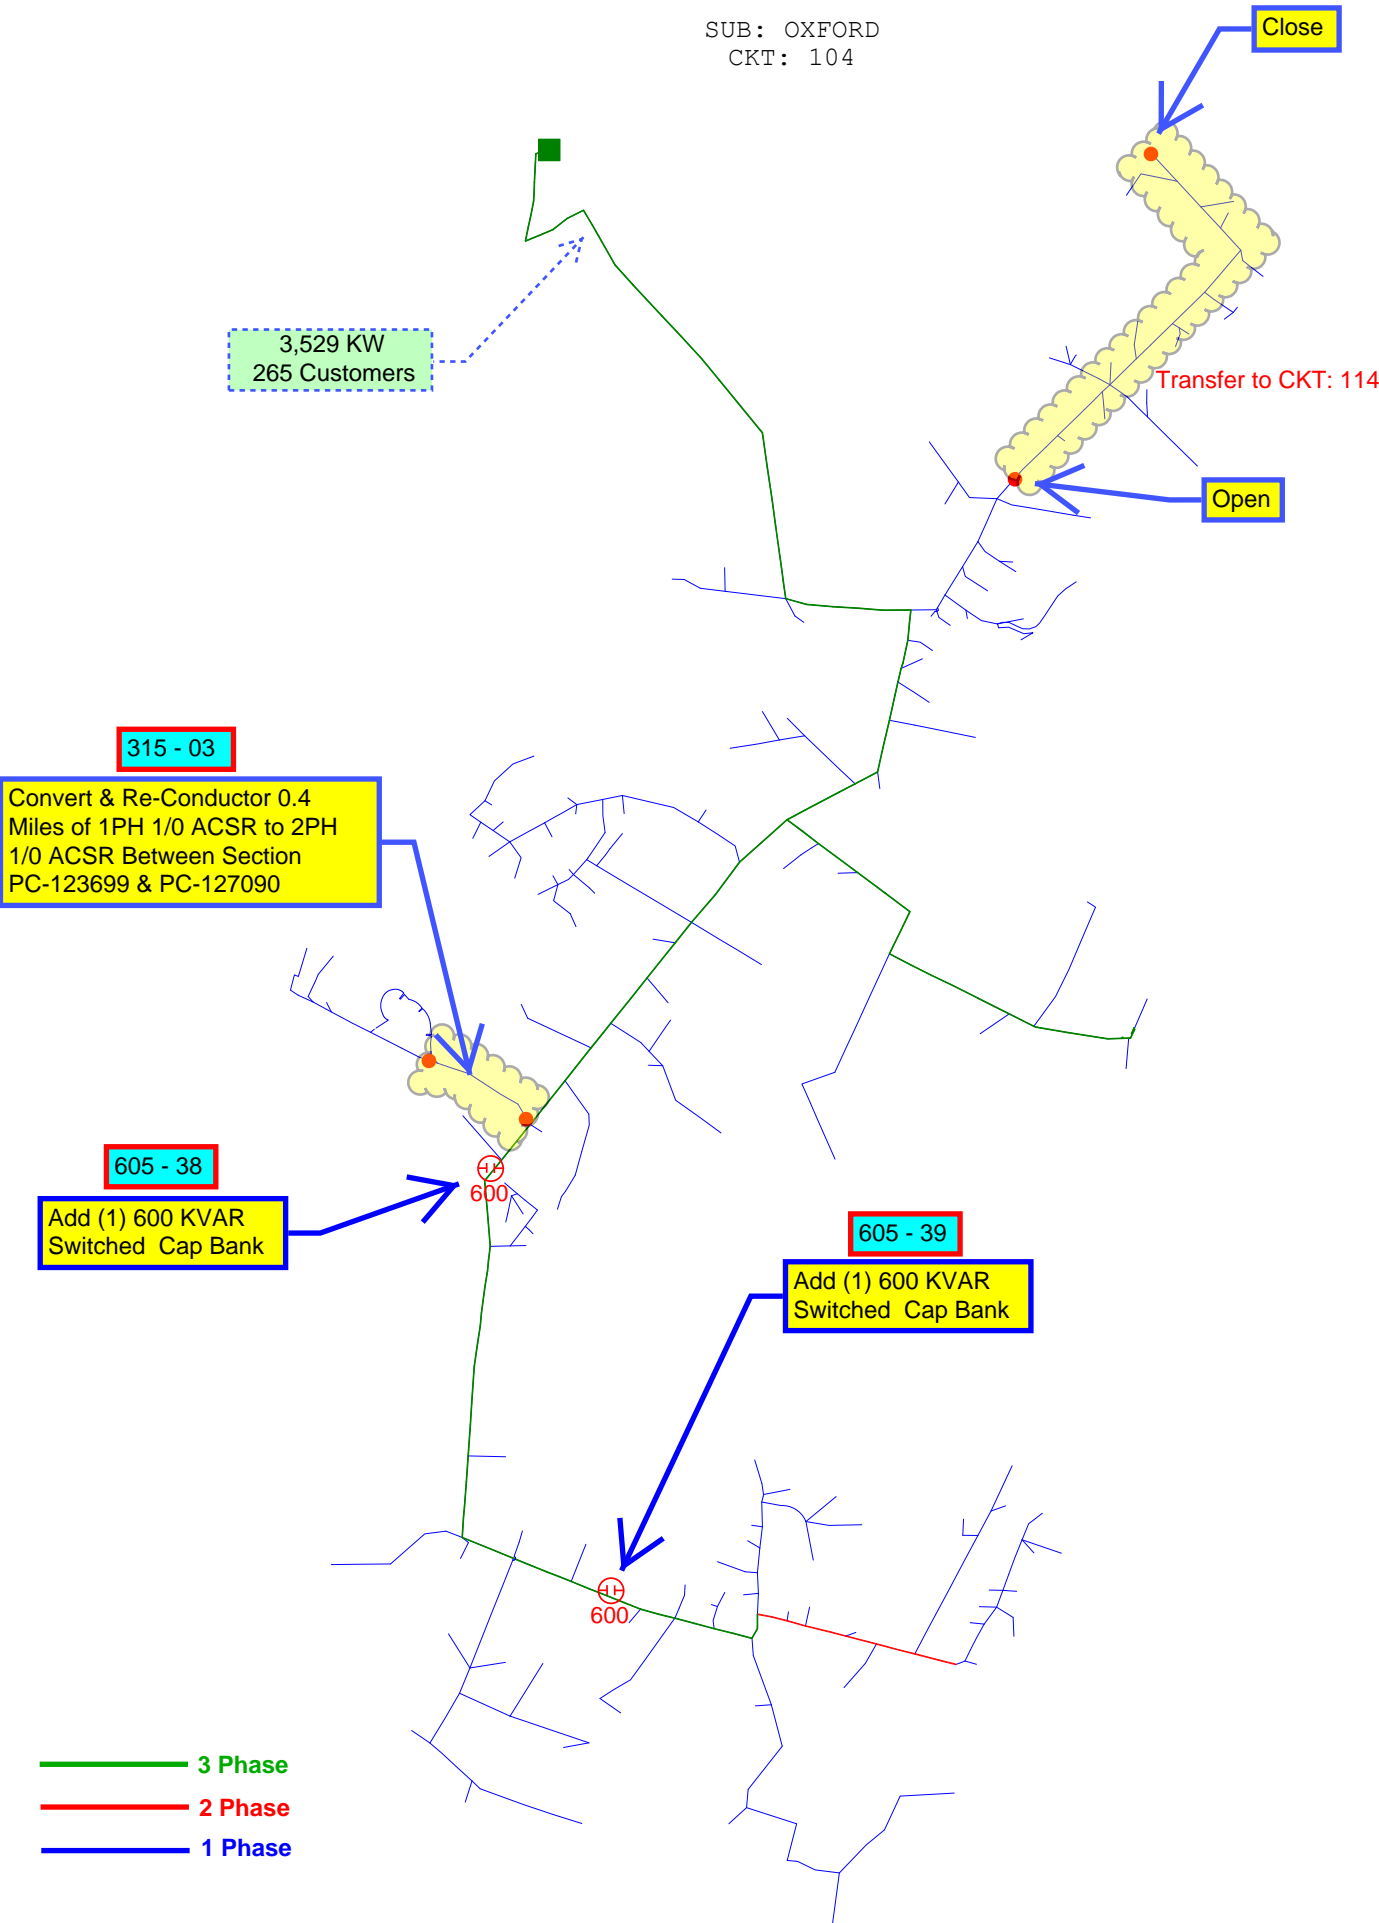 SUB: OXFORD
CKT: 104
Close
3,529 KW
265 Customers
Transfer to CKT: 114
Open
315 - 03
Convert & Re-Conductor 0.4
Miles of 1PH 1/0 ACSR to 2PH
1/0 ACSR Between Section
PC-123699 & PC-127090
605 - 38
600
Add (1) 600 KVAR
Switched  Cap Bank
605 - 39
Add (1) 600 KVAR
Switched  Cap Bank
600
3 Phase
2 Phase
1 Phase